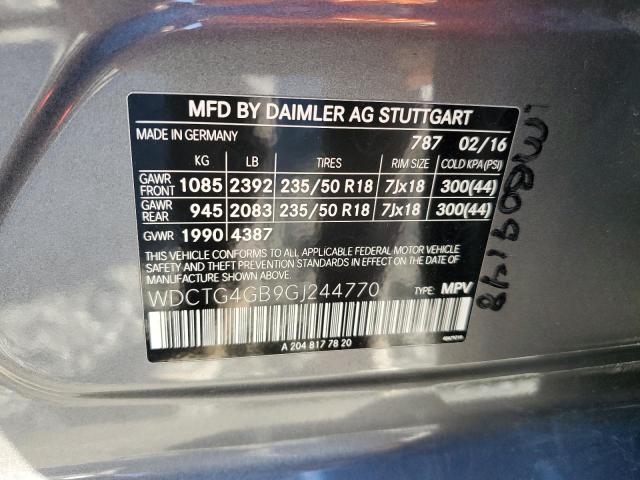 MFD BY DAIMLER AG STUTTGART
MADE IN GERMANY 787 02/16
KG LB TIRES RIM SIZE COLD KPA(PSI)
GAWR FRONT 1085 2392 235/50 R18 7Jx18 300(44)
GAWR REAR 945 2083 235/50 R18 7Jx18 300(44)
GVWR 1990 4387
THIS VEHICLE CONFORMS TO ALL APPLICABLE FEDERAL MOTOR VEHICLE
SAFETY AND THEFT PREVENTION STANDARDS IN EFFECT ON THE DATE
OF MANUFACTURE SHOWN ABOVE.
WDCTG4GB9GJ244770 TYPE: MPV
A 204 817 78 20